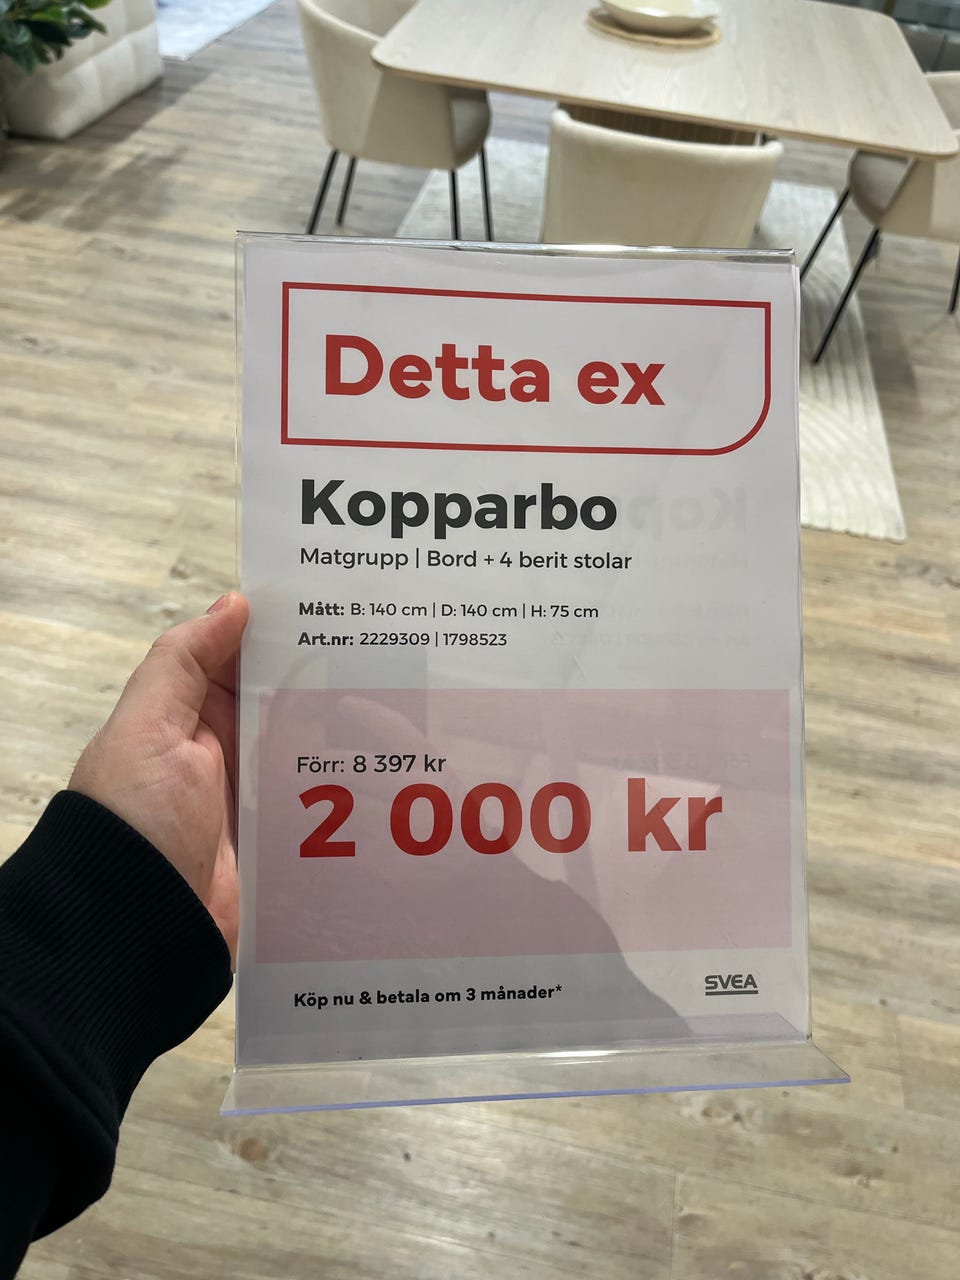 Detta ex
Kopparbo
Matgrupp | Bord + 4 berit stolar
Mått: B: 140 cm | D: 140 cm | H: 75 cm
Art.nr: 2229309 | 1798523
Förr: 8 397 kr
2 000 kr
Köp nu & betala om 3 månader*
SVEA